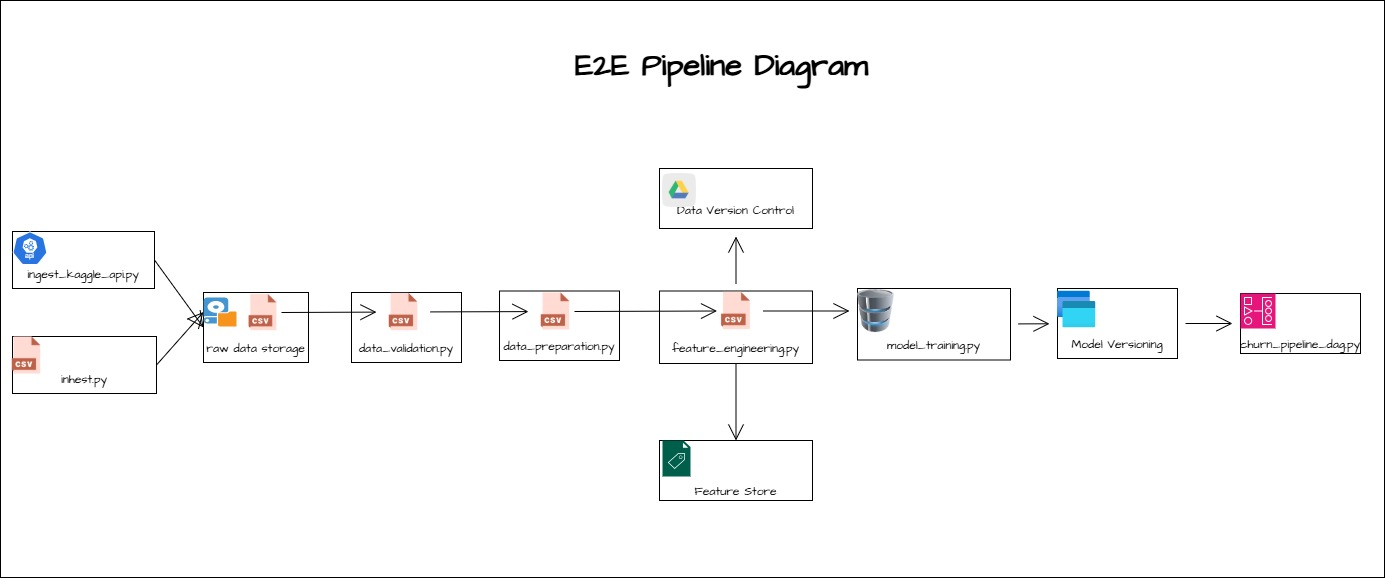 E2E Pipeline Diagram
Data Version Control
api
ingest_kaggle_api.py
CSV
inhest.py
CSV
raw data storage
CSV
data_validation.py
CSV
data_preparation.py
CSV
feature_engineering.py
model_training.py
Model Versioning
churn_pipeline_dag.py
Feature Store